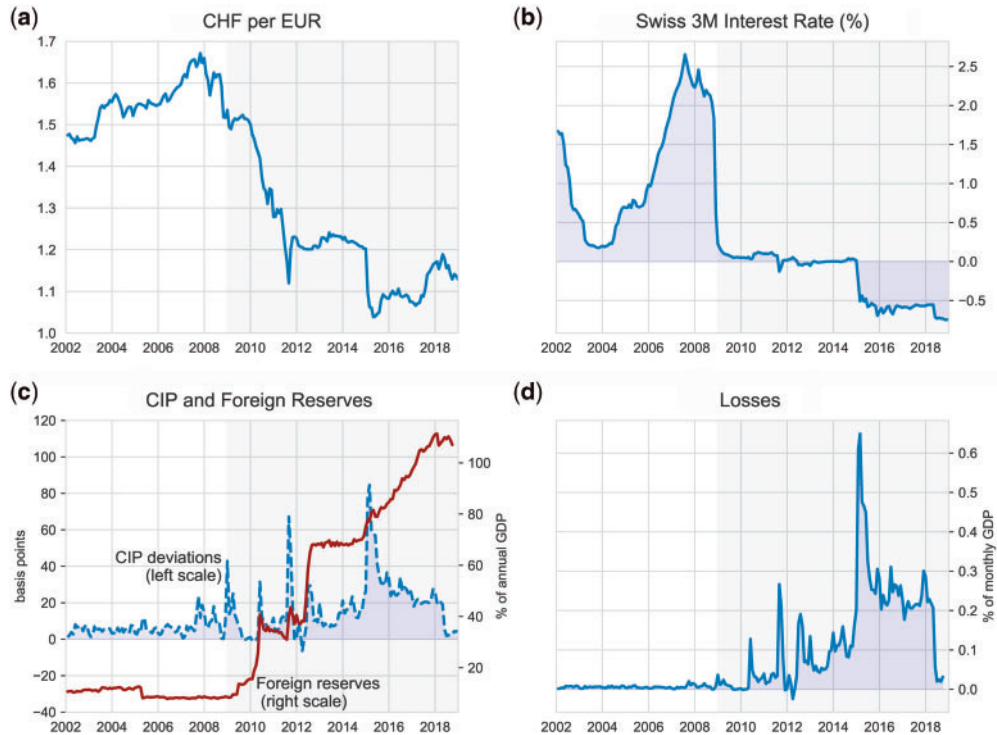 (a) CHF per EUR
1.7
1.6
1.5
1.4
1.3
1.2
1.1
1.0
2002 2004 2006 2008 2010 2012 2014 2016 2018
(b) Swiss 3M Interest Rate (%)
2.5
2.0
1.5
1.0
0.5
0.0
−0.5
2002 2004 2006 2008 2010 2012 2014 2016 2018
(c) CIP and Foreign Reserves
120
100
80
60
40
20
0
−20
−40
basis points
CIP deviations
(left scale)
Foreign reserves
(right scale)
100
80
60
40
20
% of annual GDP
2002 2004 2006 2008 2010 2012 2014 2016 2018
(d) Losses
0.6
0.5
0.4
0.3
0.2
0.1
0.0
% of monthly GDP
2002 2004 2006 2008 2010 2012 2014 2016 2018